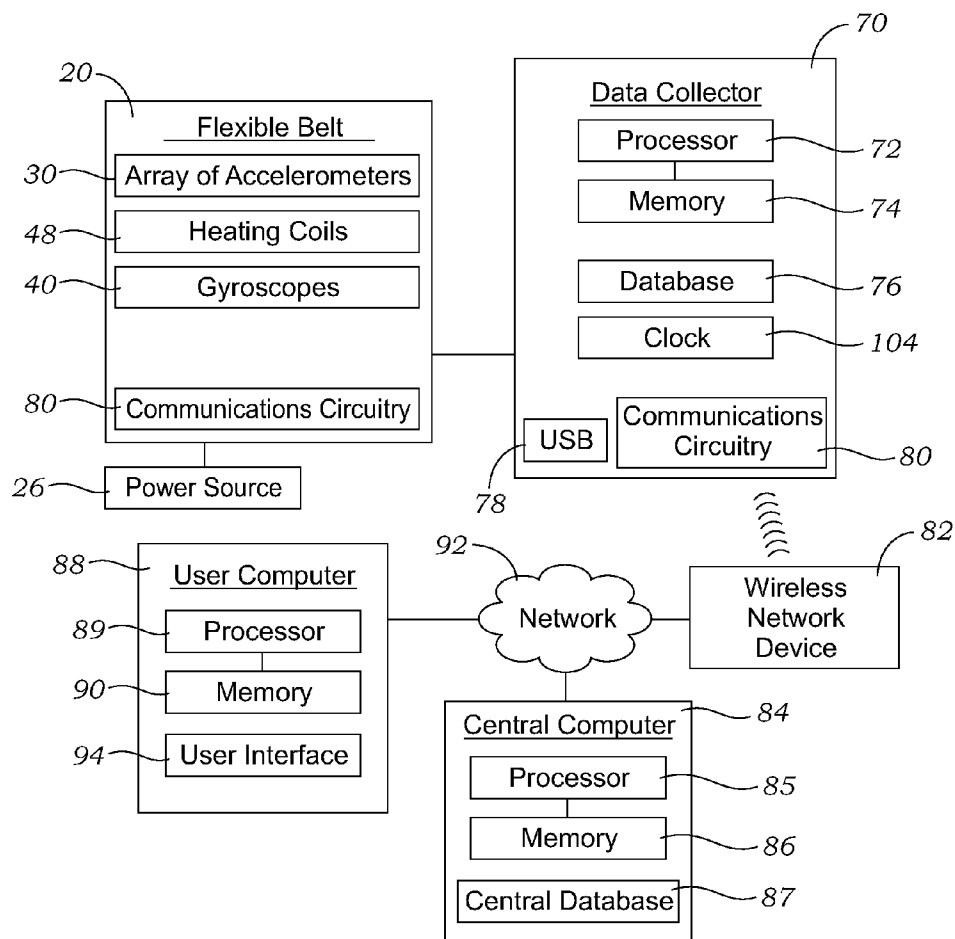 70
20
Data Collector
Flexible Belt
Processor
72
30
Array of Accelerometers
Memory
74
48
Heating Coils
40
Gyroscopes
Database
76
Clock
104
80
Communications Circuitry
USB
Communications
Circuitry
80
26
Power Source
78
88
User Computer
92
82
Wireless
Network
Device
89
Processor
Network
90
Memory
84
Central Computer
94
User Interface
Processor
85
Memory
86
Central Database
87